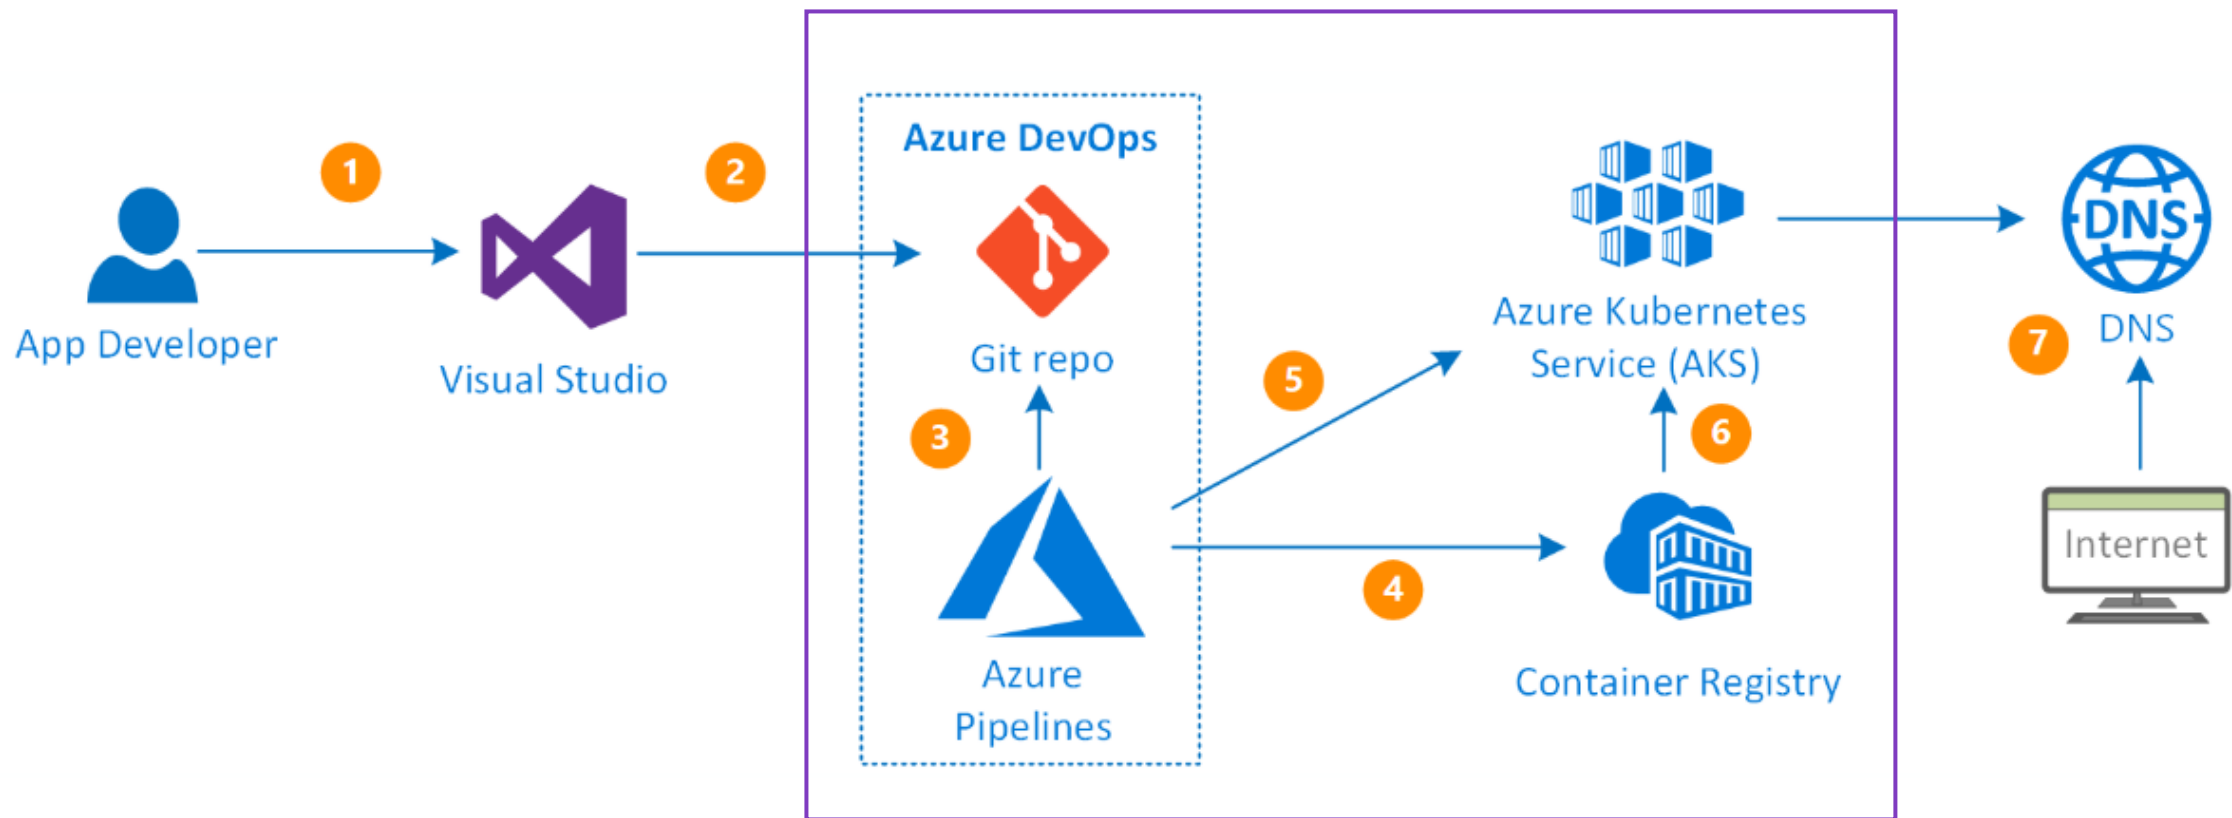 1
2
Azure DevOps
DNS
App Developer
Visual Studio
Git repo
Azure Kubernetes
Service (AKS)
7
DNS
5
3
6
Internet
4
Azure
Pipelines
Container Registry